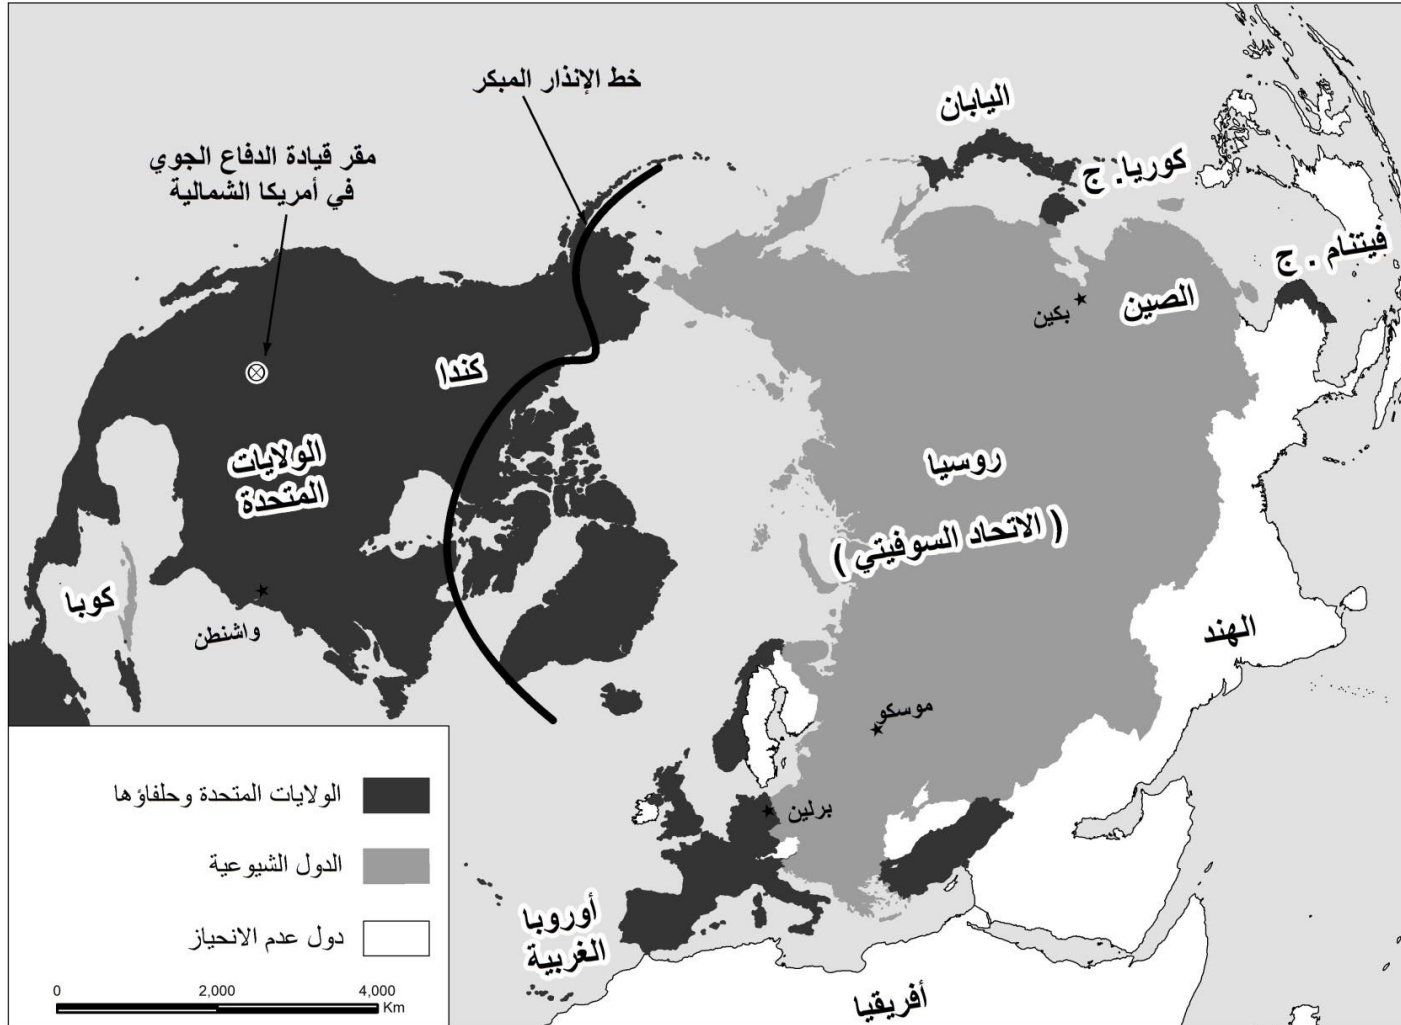 خط الإنذار المبكر
مقر قيادة الدفاع الجوي
في أمريكا الشمالية
اليابان
كوريا. ج
فيتنام . ج
الصين
بكين
كندا
الولايات
المتحدة
روسيا
( الاتحاد السوفيتي )
كوبا
واشنطن
الهند
موسكو
برلين
أوروبا
الغربية
أفريقيا
الولايات المتحدة وحلفاؤها
الدول الشيوعية
دول عدم الانحياز
0 2,000 4,000
Km